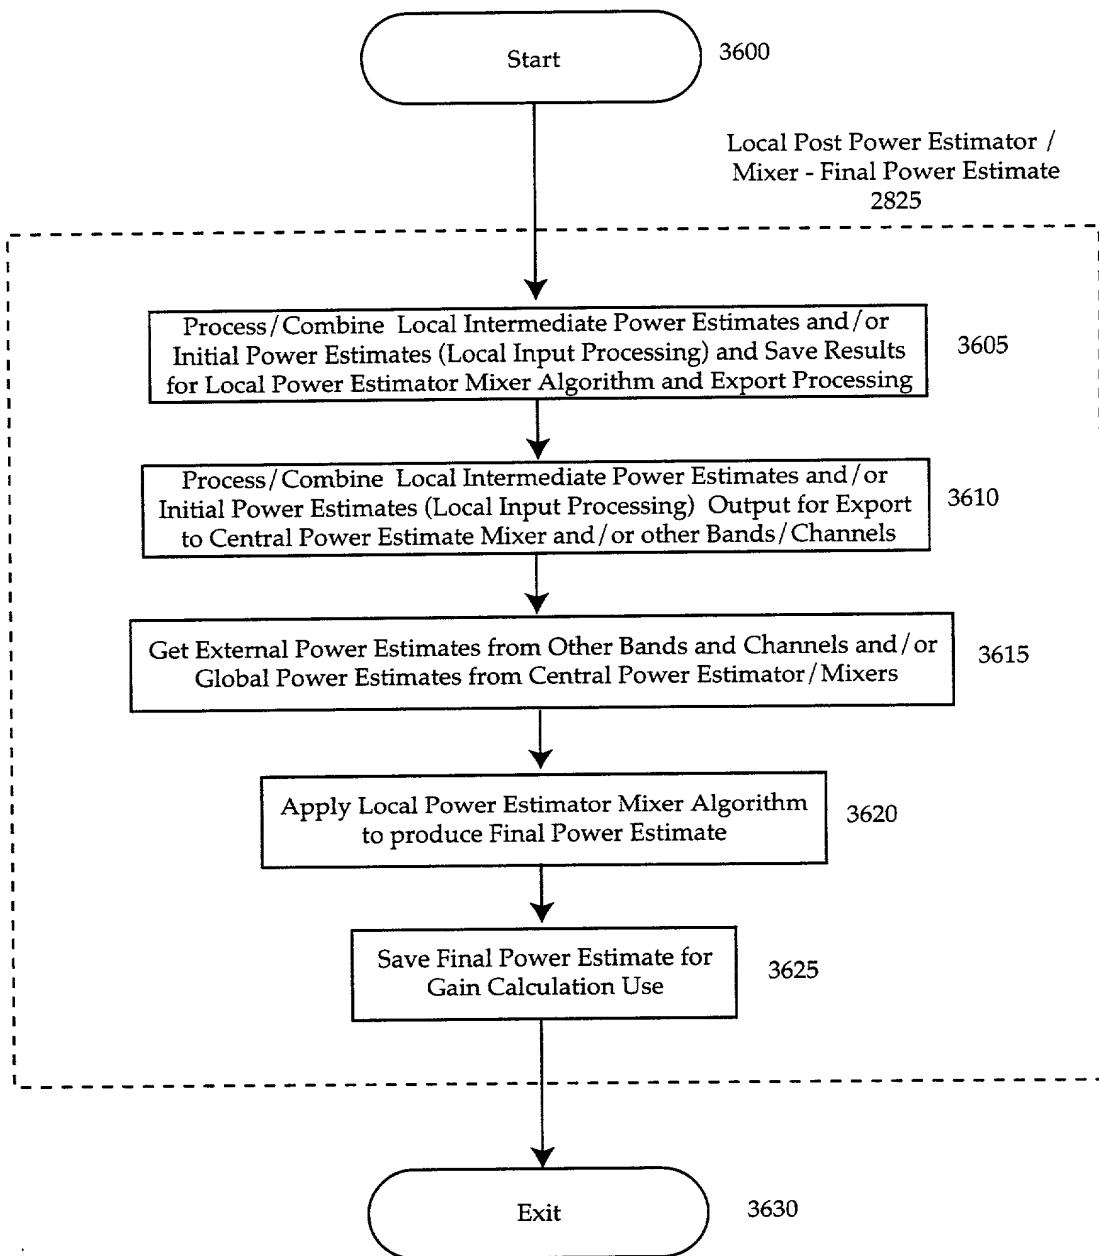 Start
3600
Local Post Power Estimator /
Mixer - Final Power Estimate
2825
Process/Combine Local Intermediate Power Estimates and/or
Initial Power Estimates (Local Input Processing) and Save Results
for Local Power Estimator Mixer Algorithm and Export Processing
3605
Process/Combine Local Intermediate Power Estimates and/or
Initial Power Estimates (Local Input Processing) Output for Export
to Central Power Estimate Mixer and/or other Bands/Channels
3610
Get External Power Estimates from Other Bands and Channels and/or
Global Power Estimates from Central Power Estimator/Mixers
3615
Apply Local Power Estimator Mixer Algorithm
to produce Final Power Estimate
3620
Save Final Power Estimate for
Gain Calculation Use
3625
Exit
3630